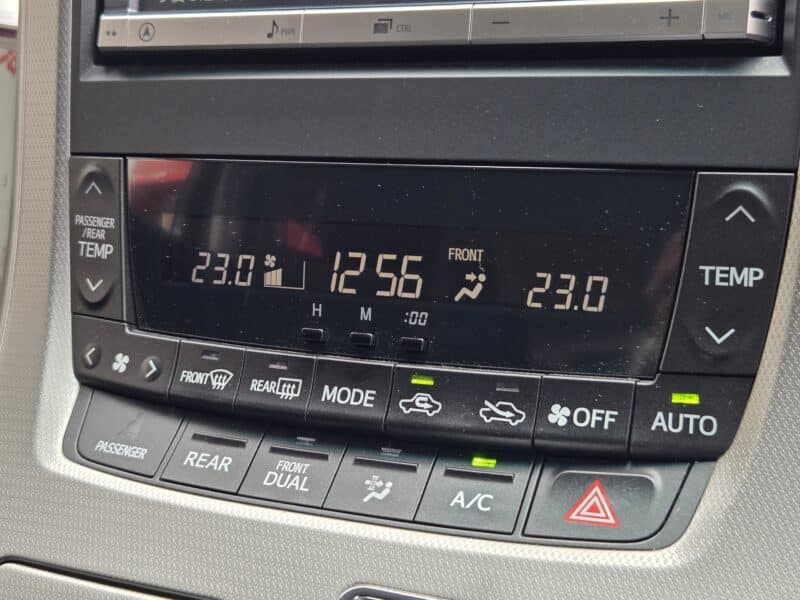 PWR
CTRL
PASSENGER
/REAR
TEMP
23.0
12 56
FRONT
23.0
TEMP
H M :00
FRONT
REAR
MODE
OFF
AUTO
PASSENGER
REAR
FRONT
DUAL
A/C